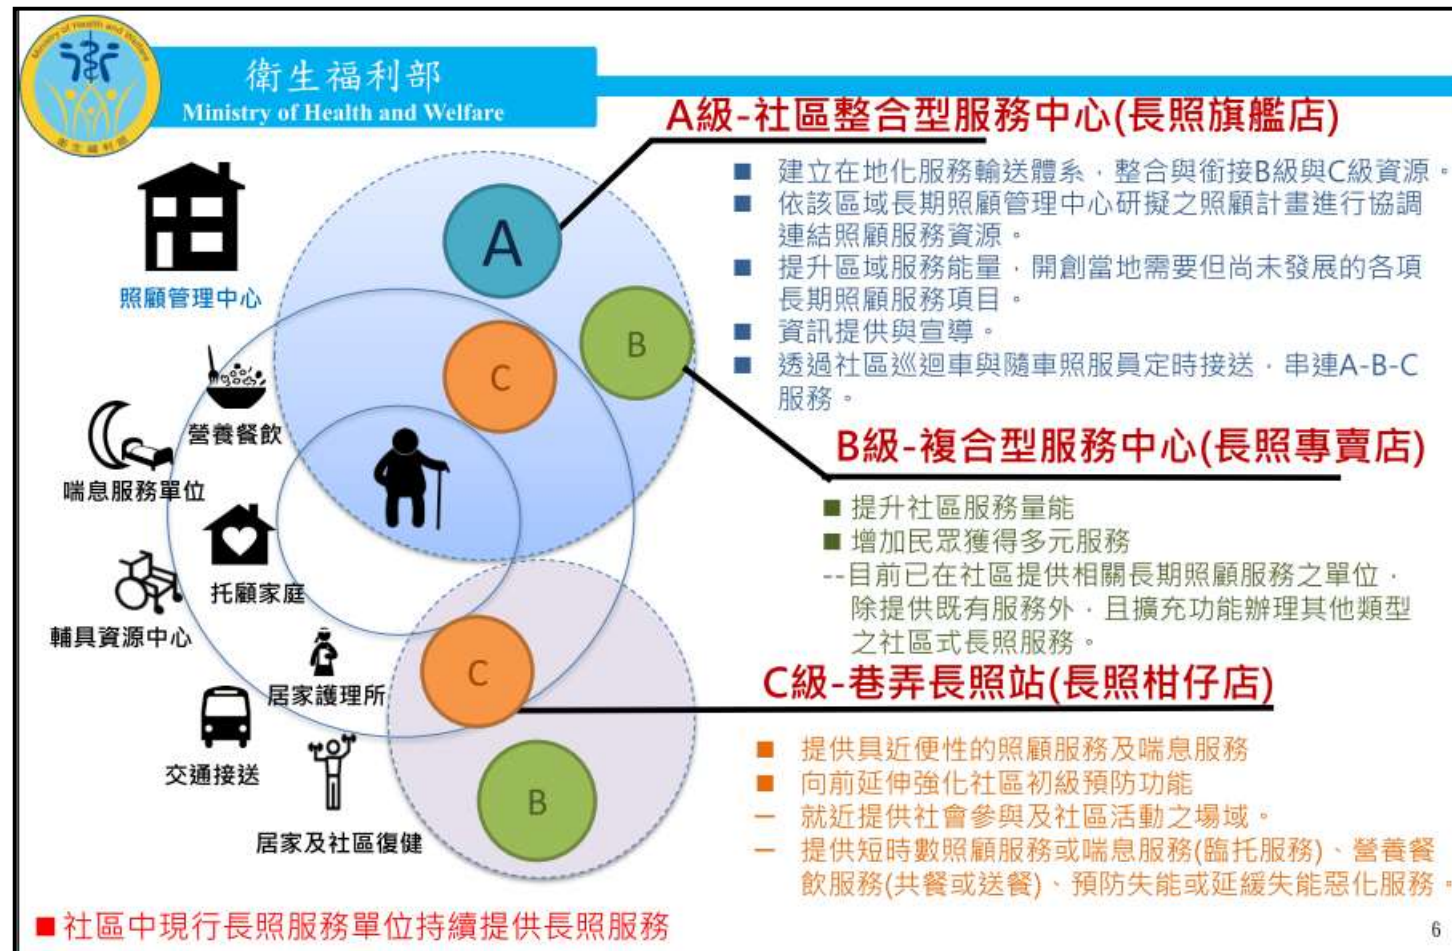 Ministry of Health and Welfare
衛生福利部
衛生福利部
Ministry of Health and Welfare
A級-社區整合型服務中心(長照旗艦店)
■ 建立在地化服務輸送體系，整合與銜接B級與C級資源。
■ 依該區域長期照顧管理中心研擬之照顧計畫進行協調
連結照顧服務資源。
■ 提升區域服務能量，開創當地需要但尚未發展的各項
長期照顧服務項目。
■ 資訊提供與宣導。
■ 透過社區巡迴車與隨車照服員定時接送，串連A-B-C
服務。
B級-複合型服務中心(長照專賣店)
■ 提升社區服務量能
■ 增加民眾獲得多元服務
--目前已在社區提供相關長期照顧服務之單位，
除提供既有服務外，且擴充功能辦理其他類型
之社區式長照服務。
C級-巷弄長照站(長照柑仔店)
■ 提供具近便性的照顧服務及喘息服務
■ 向前延伸強化社區初級預防功能
– 就近提供社會參與及社區活動之場域。
– 提供短時數照顧服務或喘息服務(臨托服務)、營養餐
飲服務(共餐或送餐)、預防失能或延緩失能惡化服務。
照顧管理中心
A
B
C
營養餐飲
喘息服務單位
托顧家庭
輔具資源中心
C
居家護理所
交通接送
B
居家及社區復健
■ 社區中現行長照服務單位持續提供長照服務
6